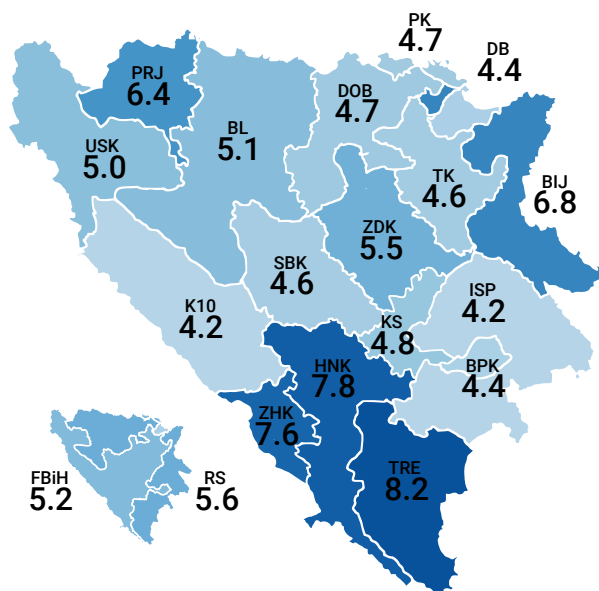 PK
4.7
DB
4.4
PRJ
6.4
DOB
4.7
BL
5.1
USK
5.0
TK
4.6
BIJ
6.8
ZDK
5.5
SBK
4.6
ISP
4.2
K10
4.2
KS
4.8
HNK
7.8
BPK
4.4
ZHK
7.6
TRE
8.2
FBiH
5.2
RS
5.6